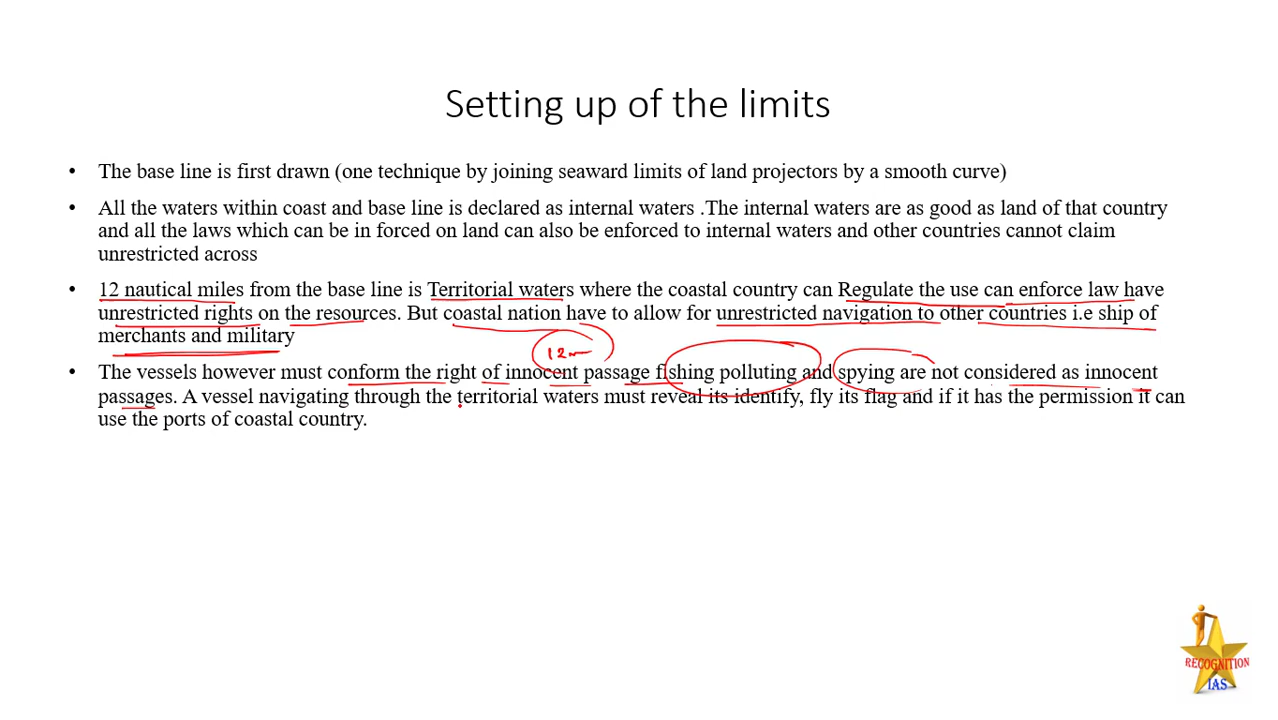 Setting up of the limits
• The base line is first drawn (one technique by joining seaward limits of land projectors by a smooth curve)
• All the waters within coast and base line is declared as internal waters .The internal waters are as good as land of that country
and all the laws which can be in forced on land can also be enforced to internal waters and other countries cannot claim
unrestricted across
• 12 nautical miles from the base line is Territorial waters where the coastal country can Regulate the use can enforce law have
unrestricted rights on the resources. But coastal nation have to allow for unrestricted navigation to other countries i.e ship of
merchants and military
12
• The vessels however must conform the right of innocent passage fishing polluting and spying are not considered as innocent
passages. A vessel navigating through the territorial waters must reveal its identify, fly its flag and if it has the permission it can
use the ports of coastal country.
RECOGNITION
IAS